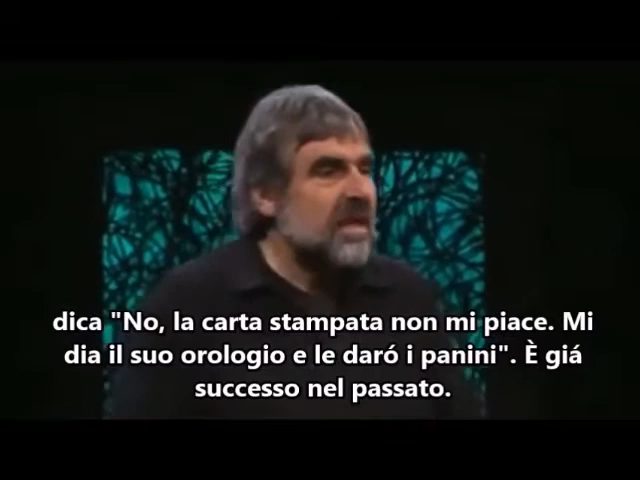 dica "No, la carta stampata non mi piace. Mi
dia il suo orologio e le daró i panini". È giá
successo nel passato.